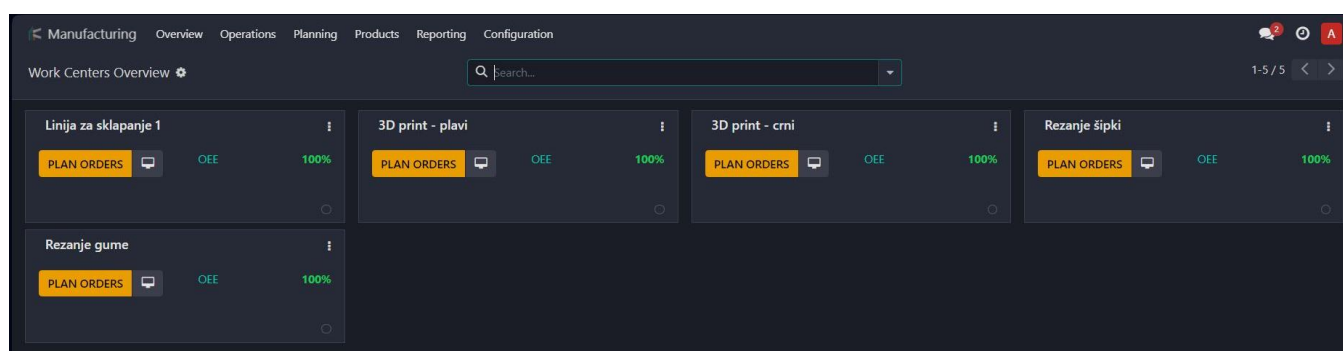 Manufacturing Overview Operations Planning Products Reporting Configuration 2 A
Work Centers Overview Search... 1-5 / 5
Linija za sklapanje 1
PLAN ORDERS OEE 100%
3D print - plavi
PLAN ORDERS OEE 100%
3D print - crni
PLAN ORDERS OEE 100%
Rezanje šipki
PLAN ORDERS OEE 100%
Rezanje gume
PLAN ORDERS OEE 100%